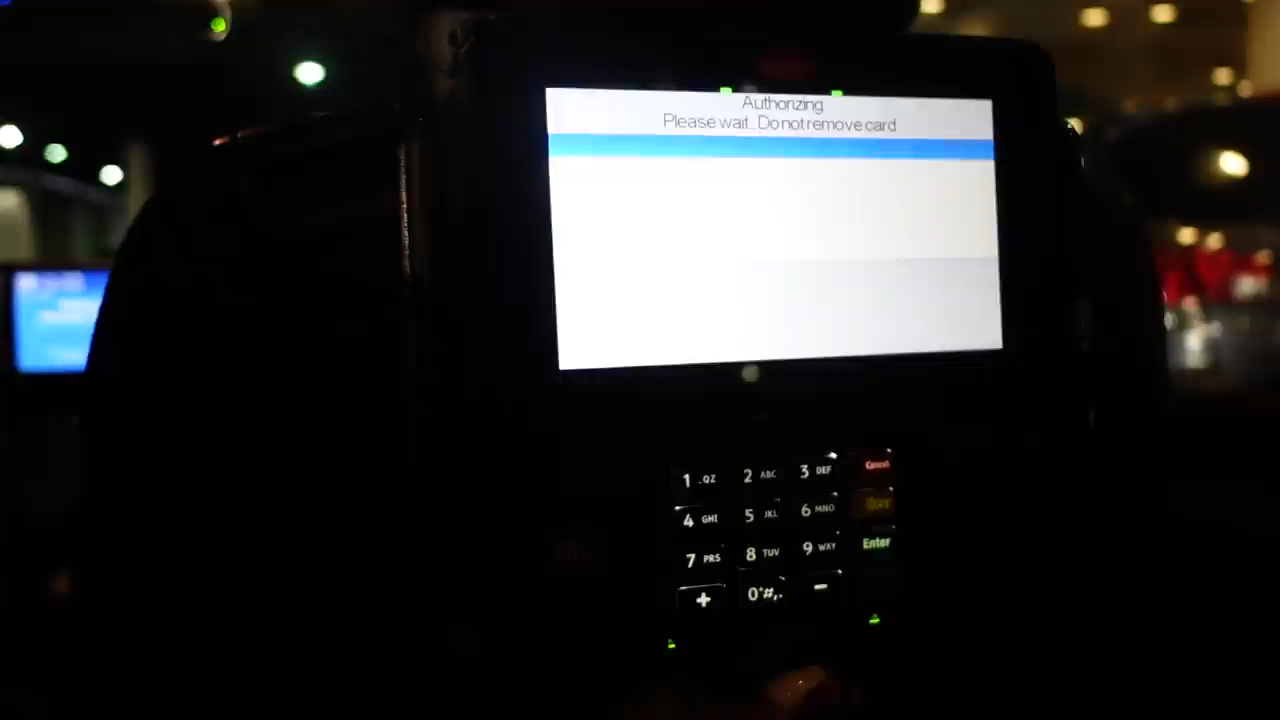 Authorizing
Please wait.. Do not remove card
1 .QZ 2 ABC 3 DEF Cancel
4 GHI 5 JKL 6 MNO
7 PRS 8 TUV 9 WXY Enter
+ 0*#,. -